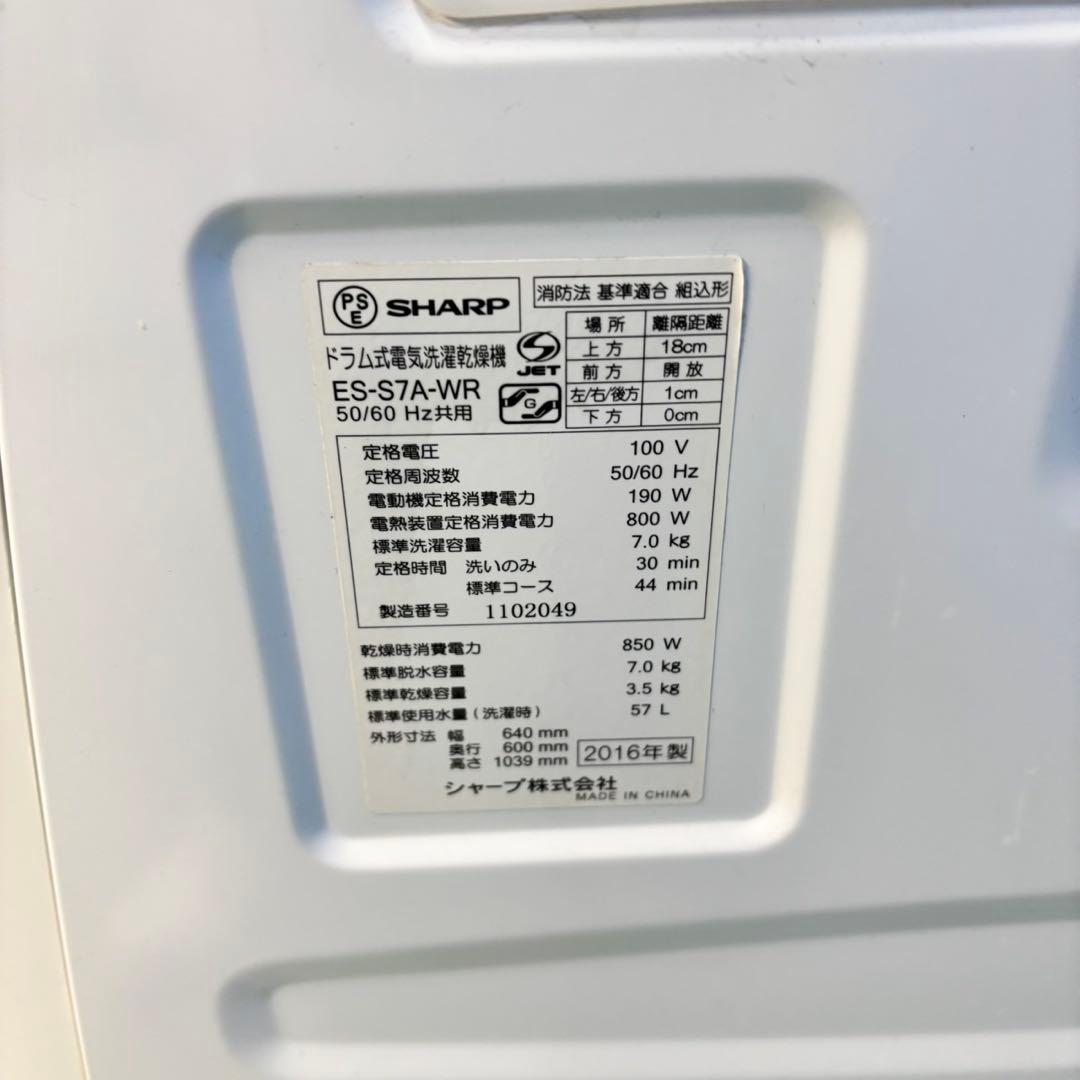 PSE SHARP
消防法 基準適合 組込形
ドラム式電気洗濯乾燥機
ES-S7A-WR
50/60 Hz共用
JET
G
場所 離隔距離
上方 18cm
前方 開放
左/右/後方 1cm
下方 0cm
定格電圧 100 V
定格周波数 50/60 Hz
電動機定格消費電力 190 W
電熱装置定格消費電力 800 W
標準洗濯容量 7.0 kg
定格時間 洗いのみ 30 min
標準コース 44 min
製造番号 1102049
乾燥時消費電力 850 W
標準脱水容量 7.0 kg
標準乾燥容量 3.5 kg
標準使用水量(洗濯時) 57 L
外形寸法 幅 640 mm
奥行 600 mm
高さ 1039 mm
2016年製
シャープ株式会社
MADE IN CHINA